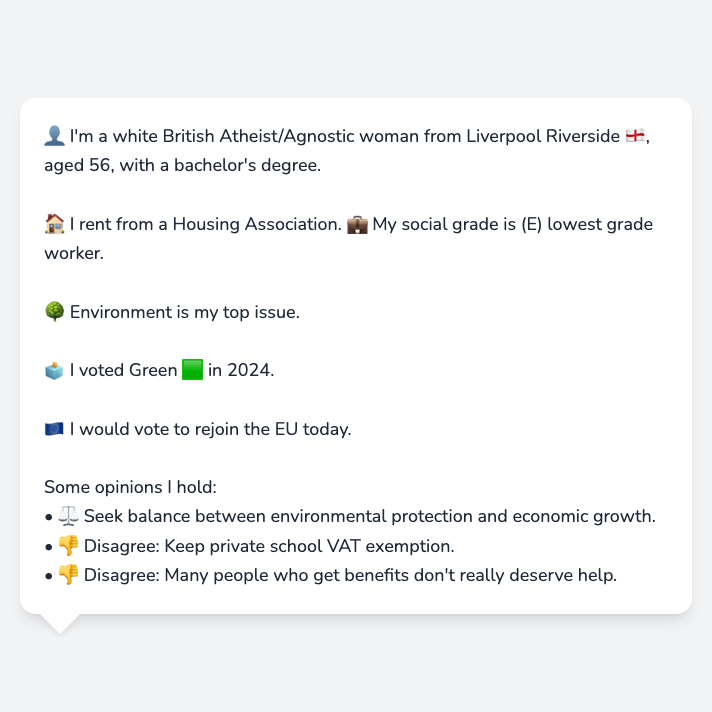 👤 I'm a white British Atheist/Agnostic woman from Liverpool Riverside 🏴󠁧󠁢󠁥󠁮󠁧󠁿,
aged 56, with a bachelor's degree.
🏠 I rent from a Housing Association. 💼 My social grade is (E) lowest grade
worker.
🌳 Environment is my top issue.
🗳️ I voted Green 🟩 in 2024.
🇪🇺 I would vote to rejoin the EU today.
Some opinions I hold:
• ⚖️ Seek balance between environmental protection and economic growth.
• 👎 Disagree: Keep private school VAT exemption.
• 👎 Disagree: Many people who get benefits don't really deserve help.